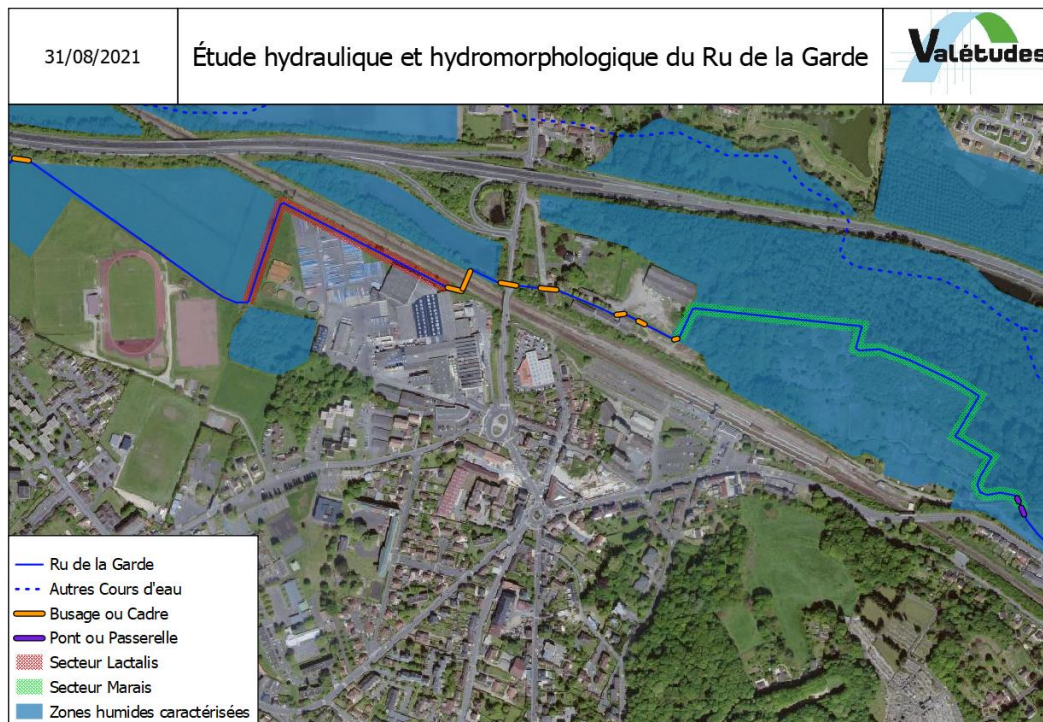 31/08/2021
Étude hydraulique et hydromorphologique du Ru de la Garde
Valétudes
Ru de la Garde
Autres Cours d'eau
Busage ou Cadre
Pont ou Passerelle
Secteur Lactalis
Secteur Marais
Zones humides caractérisées